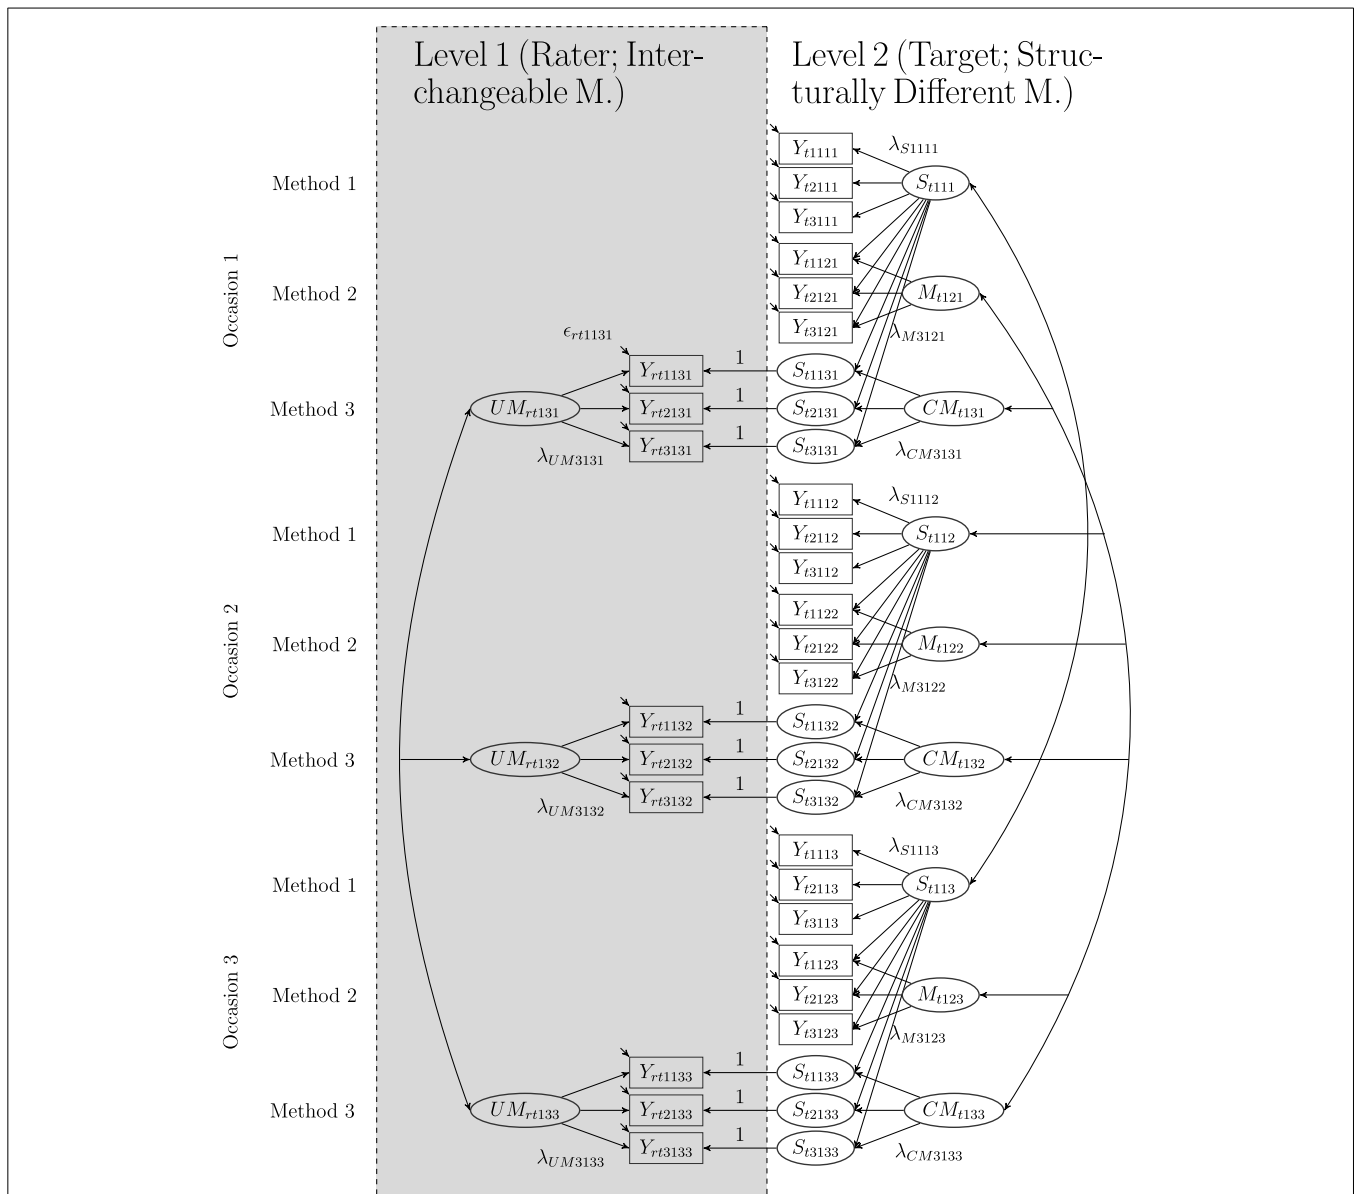 Level 1 (Rater; Inter-
changeable M.)
Level 2 (Target; Struc-
turally Different M.)
Occasion 1
Method 1
Y_{t1111}
λ_{S1111}
Y_{t2111}
S_{t111}
Y_{t3111}
Method 2
Y_{t1121}
Y_{t2121}
M_{t121}
Y_{t3121}
λ_{M3121}
ϵ_{rt1131}
Method 3
Y_{rt1131}
1
S_{t1131}
UM_{rt131}
Y_{rt2131}
1
S_{t2131}
CM_{t131}
λ_{UM3131}
Y_{rt3131}
1
S_{t3131}
λ_{CM3131}
Occasion 2
Method 1
Y_{t1112}
λ_{S1112}
Y_{t2112}
S_{t112}
Y_{t3112}
Method 2
Y_{t1122}
Y_{t2122}
M_{t122}
Y_{t3122}
λ_{M3122}
Method 3
Y_{rt1132}
1
S_{t1132}
UM_{rt132}
Y_{rt2132}
1
S_{t2132}
CM_{t132}
λ_{UM3132}
Y_{rt3132}
1
S_{t3132}
λ_{CM3132}
Occasion 3
Method 1
Y_{t1113}
λ_{S1113}
Y_{t2113}
S_{t113}
Y_{t3113}
Method 2
Y_{t1123}
Y_{t2123}
M_{t123}
Y_{t3123}
λ_{M3123}
Method 3
Y_{rt1133}
1
S_{t1133}
UM_{rt133}
Y_{rt2133}
1
S_{t2133}
CM_{t133}
λ_{UM3133}
Y_{rt3133}
1
S_{t3133}
λ_{CM3133}